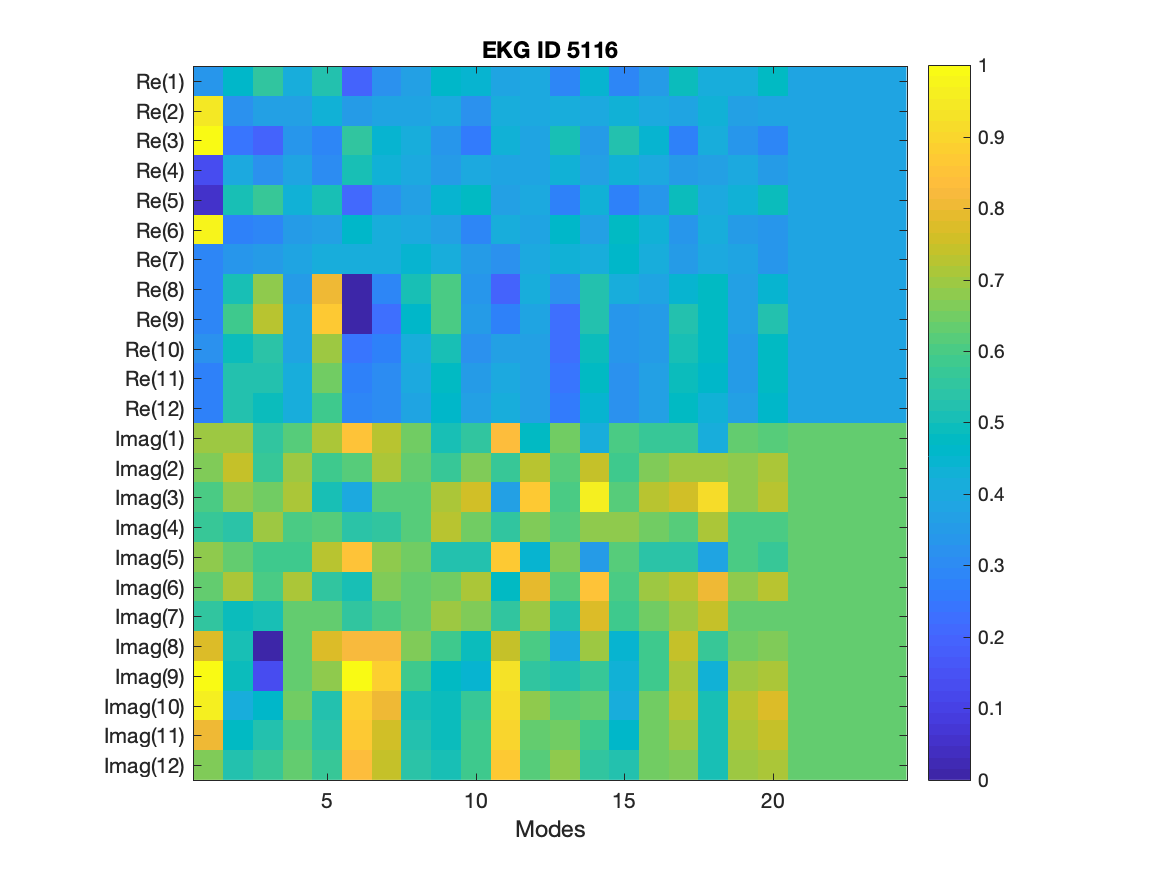 EKG ID 5116
Re(1)
Re(2)
Re(3)
Re(4)
Re(5)
Re(6)
Re(7)
Re(8)
Re(9)
Re(10)
Re(11)
Re(12)
Imag(1)
Imag(2)
Imag(3)
Imag(4)
Imag(5)
Imag(6)
Imag(7)
Imag(8)
Imag(9)
Imag(10)
Imag(11)
Imag(12)
5 10 15 20
Modes
1
0.9
0.8
0.7
0.6
0.5
0.4
0.3
0.2
0.1
0